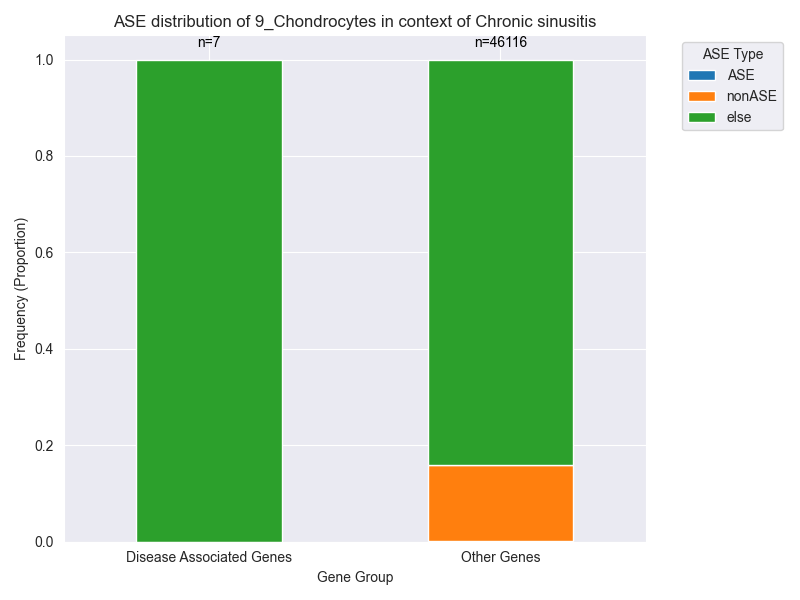 ASE distribution of 9_Chondrocytes in context of Chronic sinusitis
n=7
n=46116
ASE Type
ASE
nonASE
else
1.0
0.8
0.6
0.4
0.2
0.0
Frequency (Proportion)
Disease Associated Genes
Other Genes
Gene Group